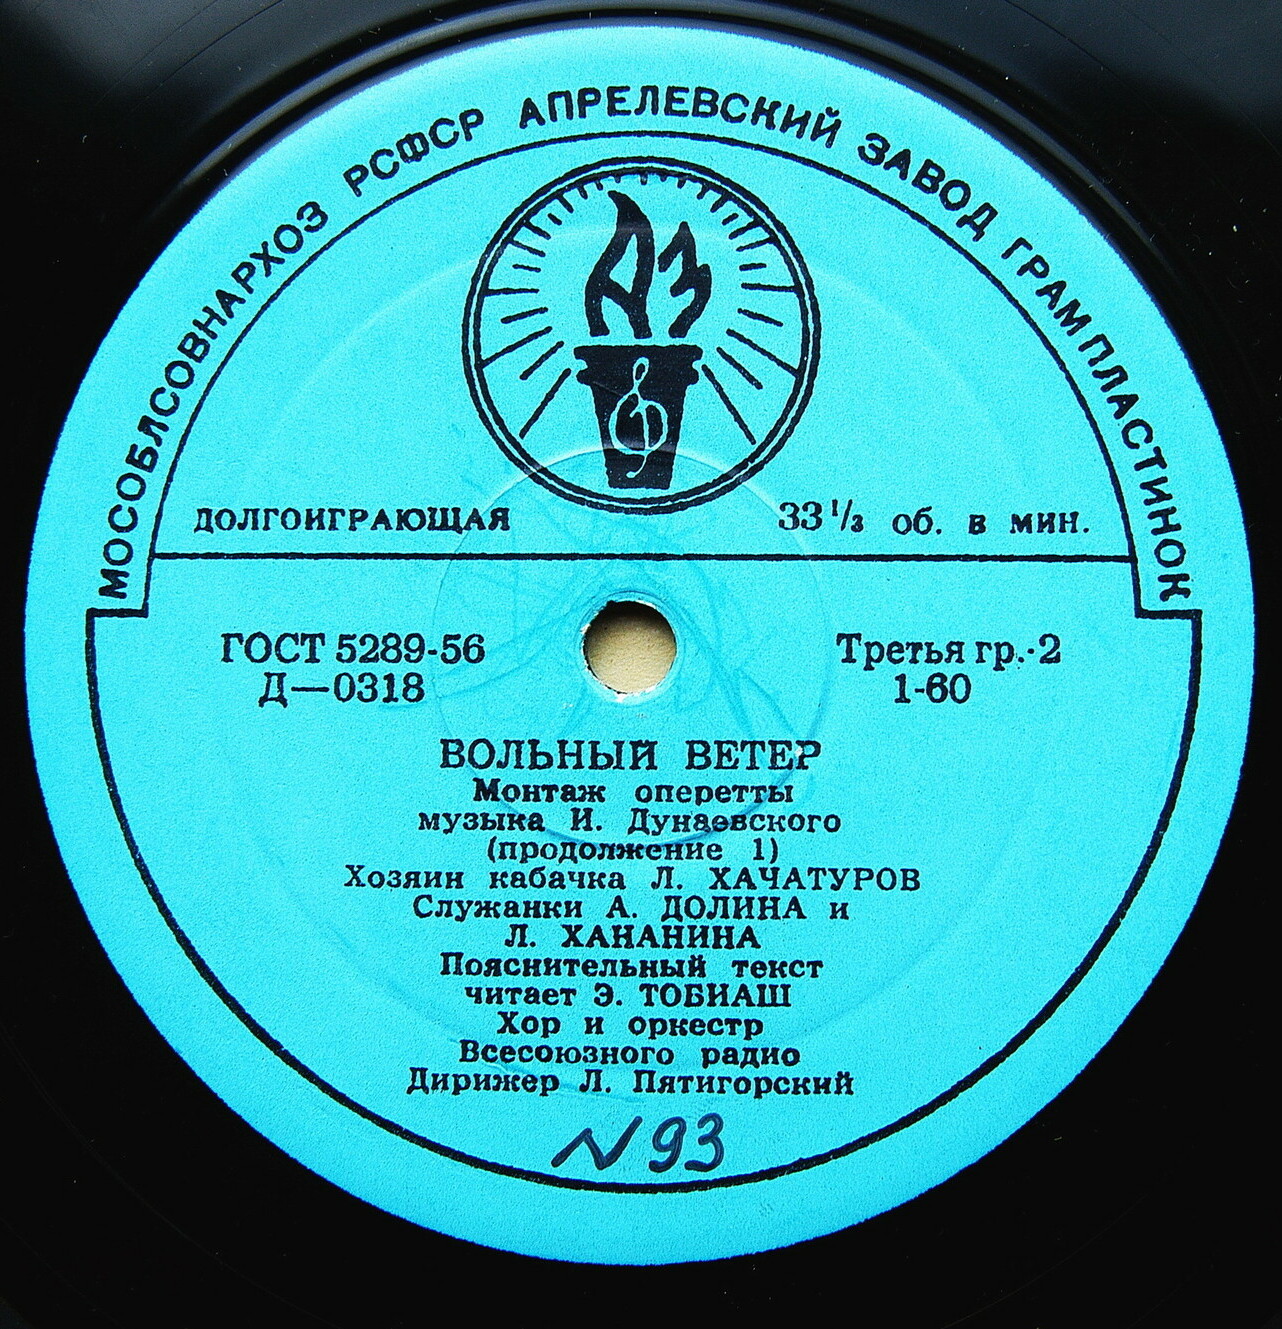 МОСОБЛСОВНАРХОЗ РСФСР АПРЕЛЕВСКИЙ ЗАВОД ГРАМПЛАСТИНОК
АЗ
ДОЛГОИГРАЮЩАЯ 33 1/3 об. в мин.
ГОСТ 5289-56 Третья гр.·2
Д—0318 1-60
ВОЛЬНЫЙ ВЕТЕР
Монтаж оперетты
музыка И. Дунаевского
(продолжение 1)
Хозяин кабачка Л. ХАЧАТУРОВ
Служанки А. ДОЛИНА и
Л. ХАНАНИНА
Пояснительный текст
читает Э. ТОБИАШ
Хор и оркестр
Всесоюзного радио
Дирижер Л. Пятигорский
N 93